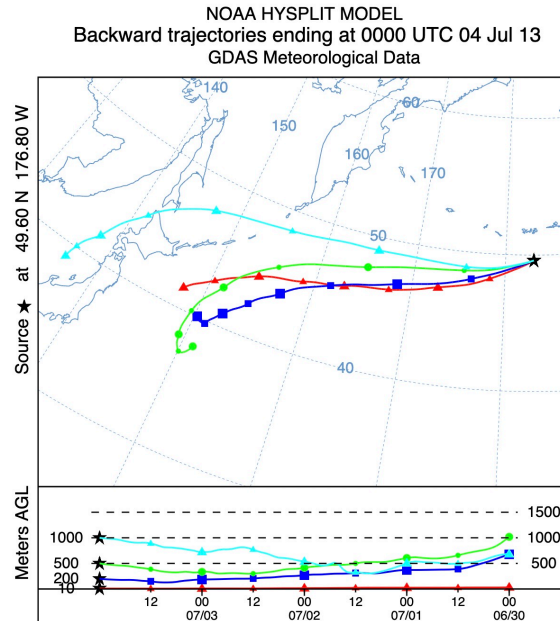 NOAA HYSPLIT MODEL
Backward trajectories ending at 0000 UTC 04 Jul 13
GDAS Meteorological Data
Source ★ at 49.60 N 176.80 W
140
150
160
170
60
50
40
Meters AGL
1500
1000 1000
500 500
200
10
12 00 12 00 12 00 12 00
07/03 07/02 07/01 06/30